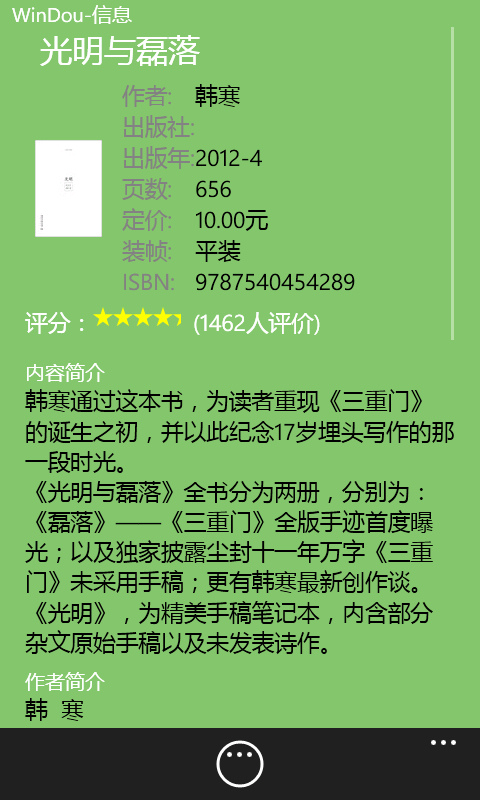 WinDou-信息
光明与磊落
作者: 韩寒
出版社:
出版年:2012-4
页数: 656
定价: 10.00元
装帧: 平装
ISBN: 9787540454289
评分：(1462人评价)
内容简介
韩寒通过这本书，为读者重现《三重门》
的诞生之初，并以此纪念17岁埋头写作的那
一段时光。
《光明与磊落》全书分为两册，分别为：
《磊落》——《三重门》全版手迹首度曝
光；以及独家披露尘封十一年万字《三重
门》未采用手稿；更有韩寒最新创作谈。
《光明》，为精美手稿笔记本，内含部分
杂文原始手稿以及未发表诗作。
作者简介
韩 寒